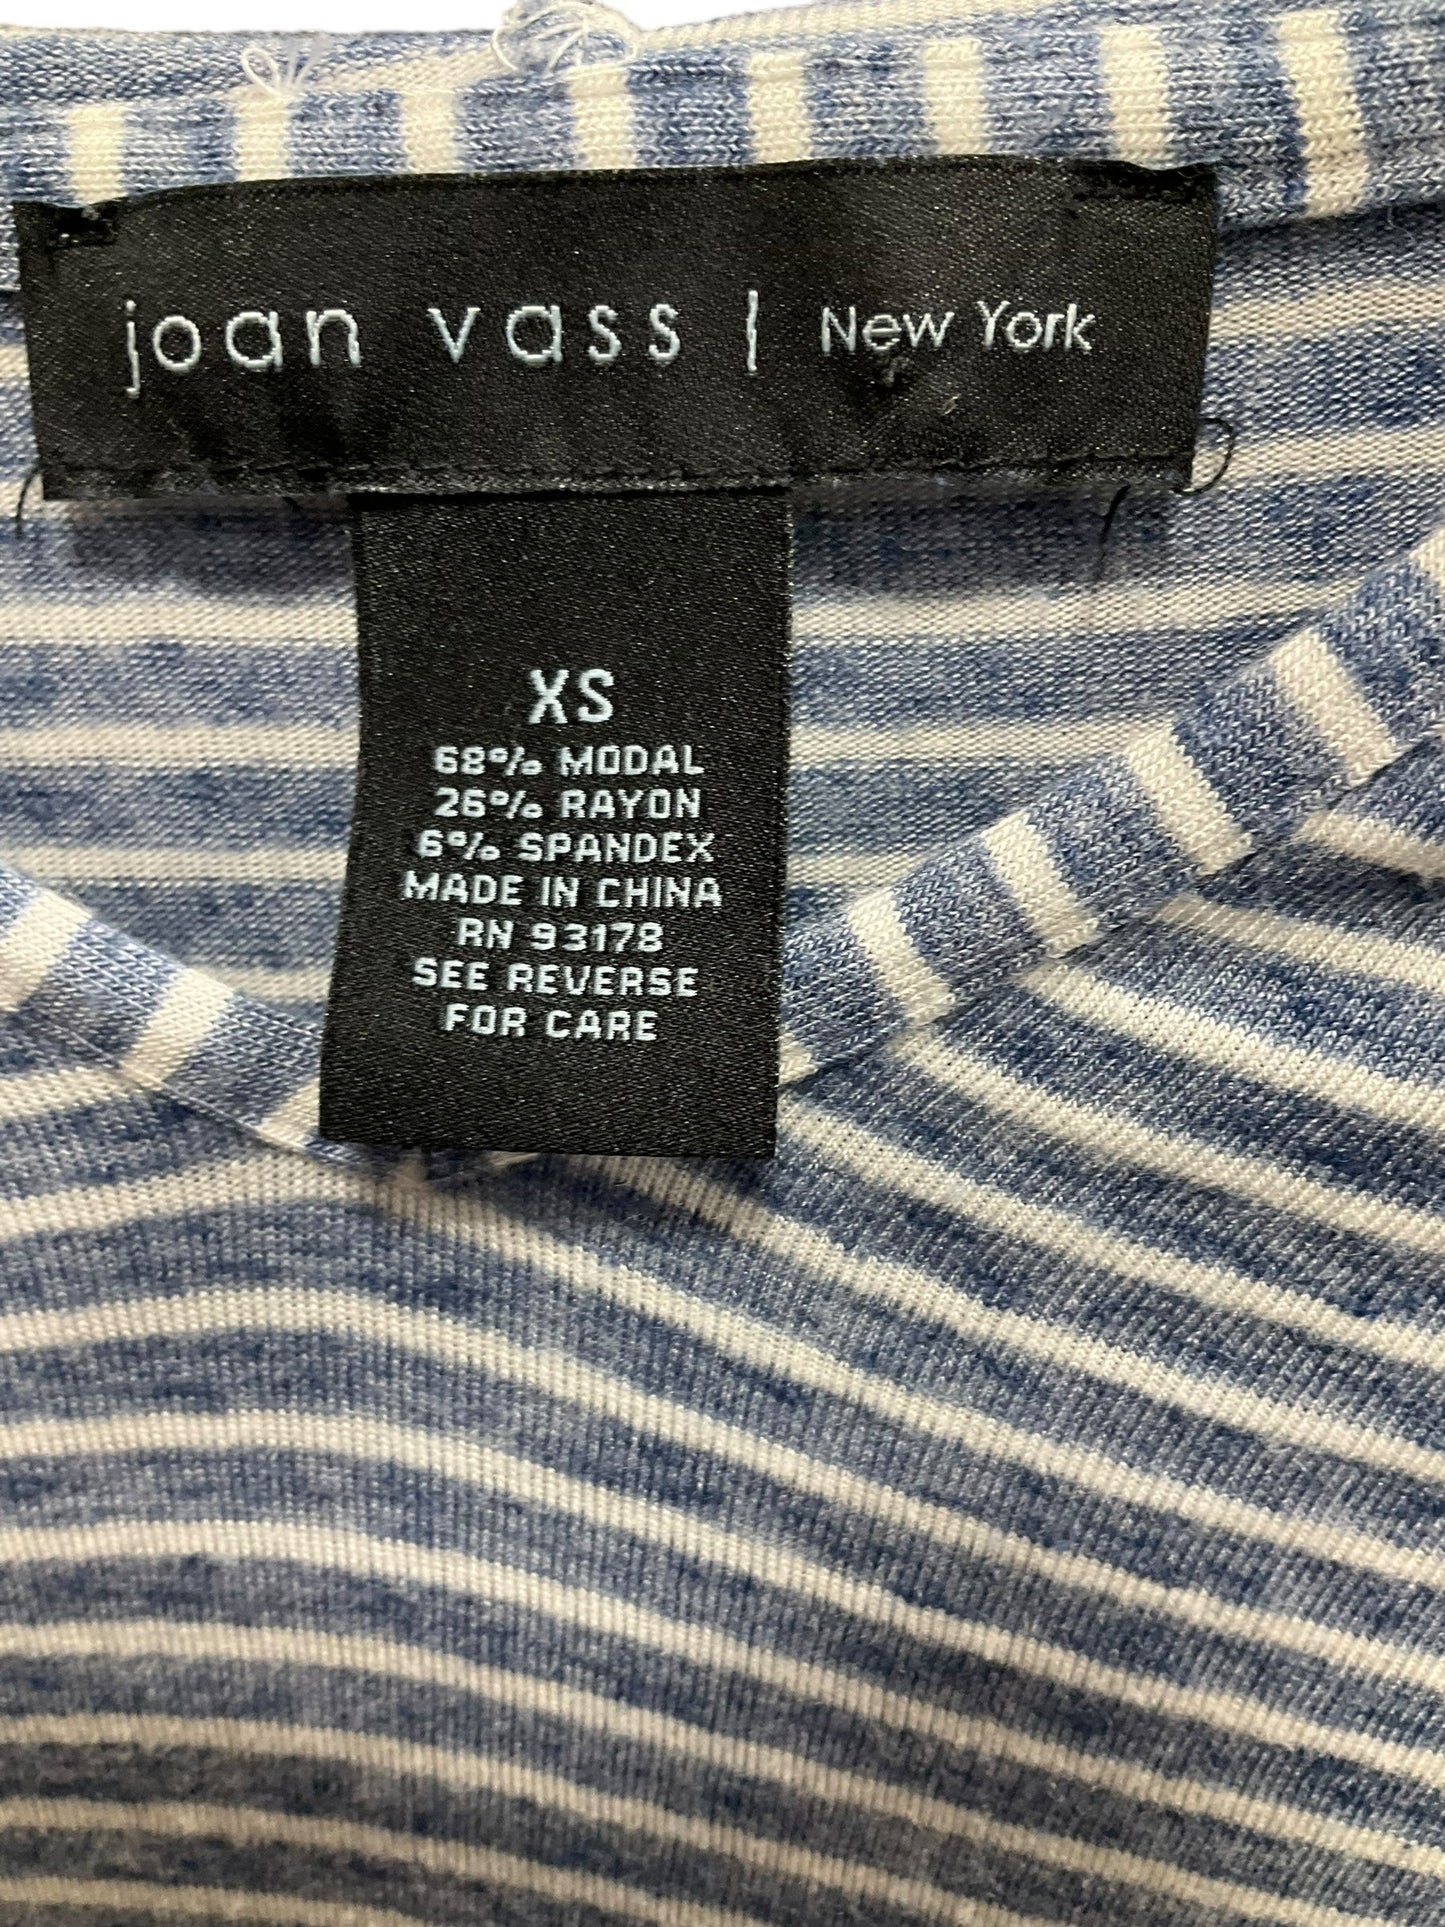 joan vass | New York
XS
68% MODAL
26% RAYON
6% SPANDEX
MADE IN CHINA
RN 93178
SEE REVERSE
FOR CARE